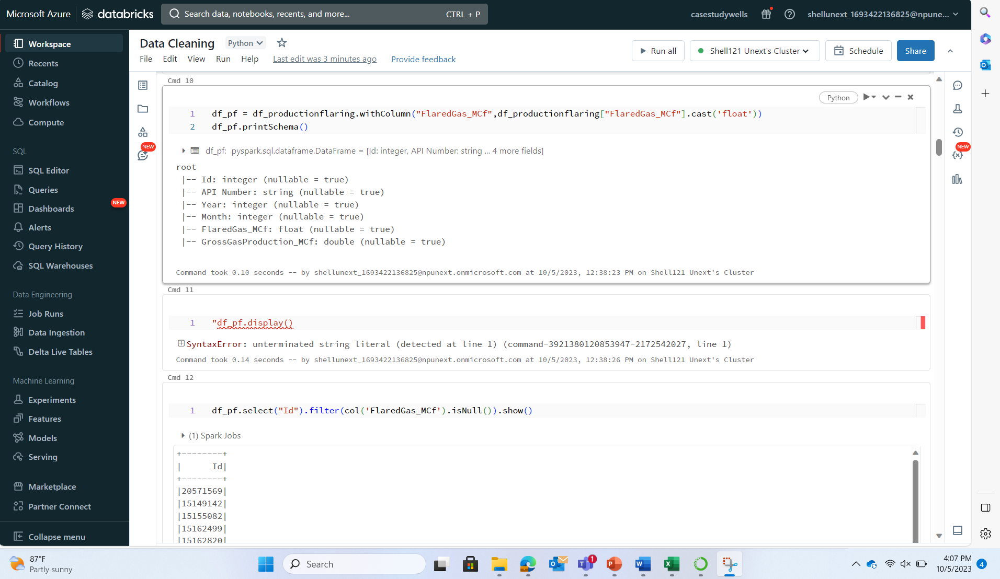 Microsoft Azure databricks Search data, notebooks, recents, and more... CTRL + P casestudywells shellunext_1693422136825@npune...
Workspace
Recents
Catalog
Workflows
Compute
SQL
SQL Editor
Queries
Dashboards NEW
Alerts
Query History
SQL Warehouses
Data Engineering
Job Runs
Data Ingestion
Delta Live Tables
Machine Learning
Experiments
Features
Models
Serving
Marketplace
Partner Connect
Collapse menu
Data Cleaning Python
File Edit View Run Help Last edit was 3 minutes ago Provide feedback
Run all Shell121 Unext's Cluster Schedule Share
NEW
NEW
Cmd 10
Python
1 df_pf = df_productionflaring.withColumn("FlaredGas_MCf",df_productionflaring["FlaredGas_MCf"].cast('float'))
2 df_pf.printSchema()
df_pf: pyspark.sql.dataframe.DataFrame = [Id: integer, API Number: string ... 4 more fields]
root
|-- Id: integer (nullable = true)
|-- API Number: string (nullable = true)
|-- Year: integer (nullable = true)
|-- Month: integer (nullable = true)
|-- FlaredGas_MCf: float (nullable = true)
|-- GrossGasProduction_MCf: double (nullable = true)
Command took 0.10 seconds -- by shellunext_1693422136825@npunext.onmicrosoft.com at 10/5/2023, 12:38:23 PM on Shell121 Unext's Cluster
Cmd 11
1 "df_pf.display()
SyntaxError: unterminated string literal (detected at line 1) (command-3921380120853947-2172542027, line 1)
Command took 0.14 seconds -- by shellunext_1693422136825@npunext.onmicrosoft.com at 10/5/2023, 12:38:26 PM on Shell121 Unext's Cluster
Cmd 12
1 df_pf.select("Id").filter(col('FlaredGas_MCf').isNull()).show()
(1) Spark Jobs
+--------+
| Id|
+--------+
|20571569|
|15149142|
|15155082|
|15162499|
|15162820|
87°F
Partly sunny
Search
1
4:07 PM
10/5/2023
4